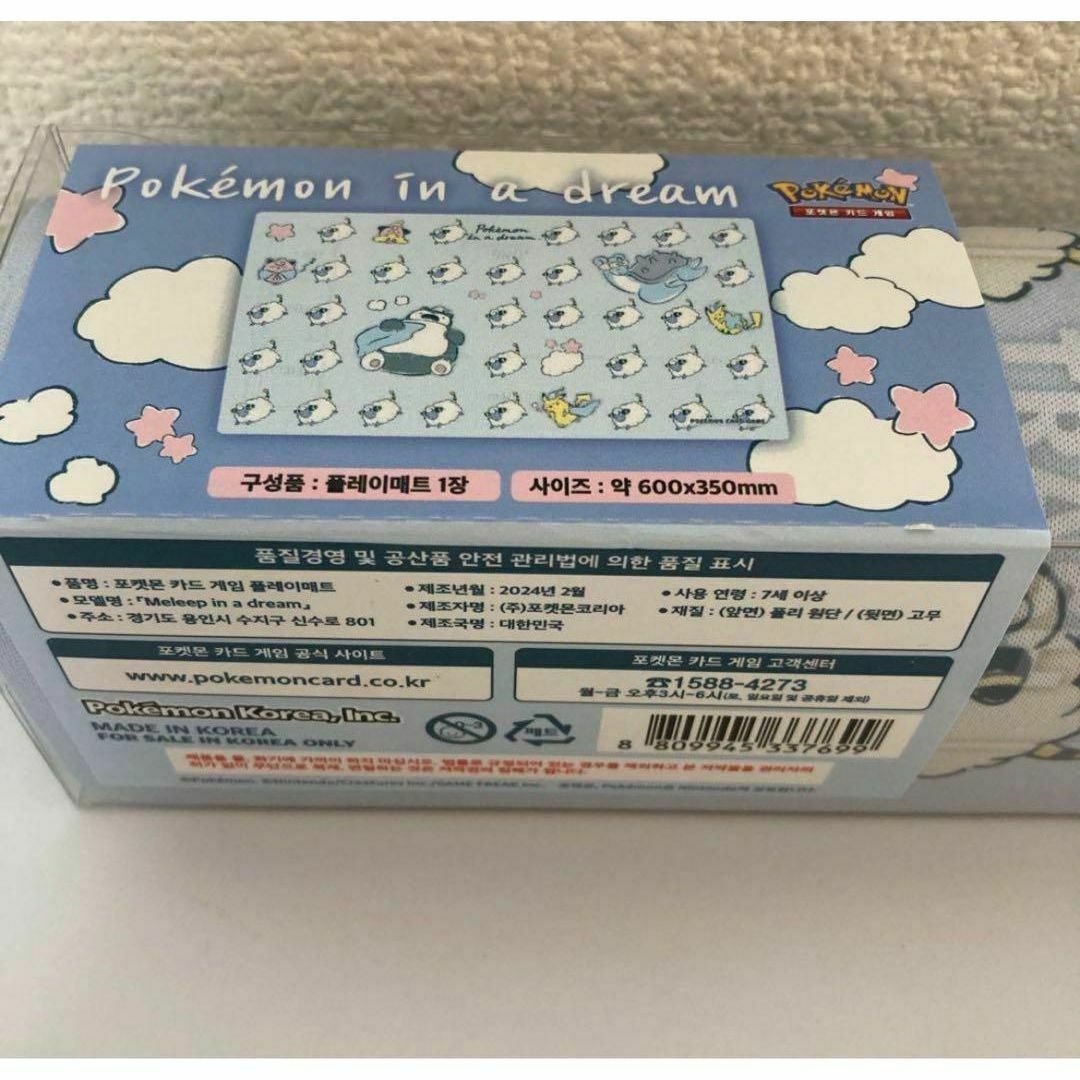 Pokémon in a dream
POKÉMON
포켓몬 카드 게임
Pokémon
in a dream
POKÉMON CARD GAME
구성품 : 플레이매트 1장
사이즈 : 약 600x350mm
품질경영 및 공산품 안전 관리법에 의한 품질 표시
• 품명 : 포켓몬 카드 게임 플레이매트
• 모델명 : 「Meleep in a dream」
• 주소 : 경기도 용인시 수지구 신수로 801
• 제조년월 : 2024년 2월
• 제조자명 : (주)포켓몬코리아
• 제조국명 : 대한민국
• 사용 연령 : 7세 이상
• 재질 : (앞면) 폴리 원단 / (뒷면) 고무
포켓몬 카드 게임 공식 사이트
www.pokemoncard.co.kr
포켓몬 카드 게임 고객센터
☎1588-4273
월-금 오후3시-6시(토, 일요일 및 공휴일 제외)
Pokémon Korea, Inc.
MADE IN KOREA
FOR SALE IN KOREA ONLY
0-3
페트
8 809945 337699